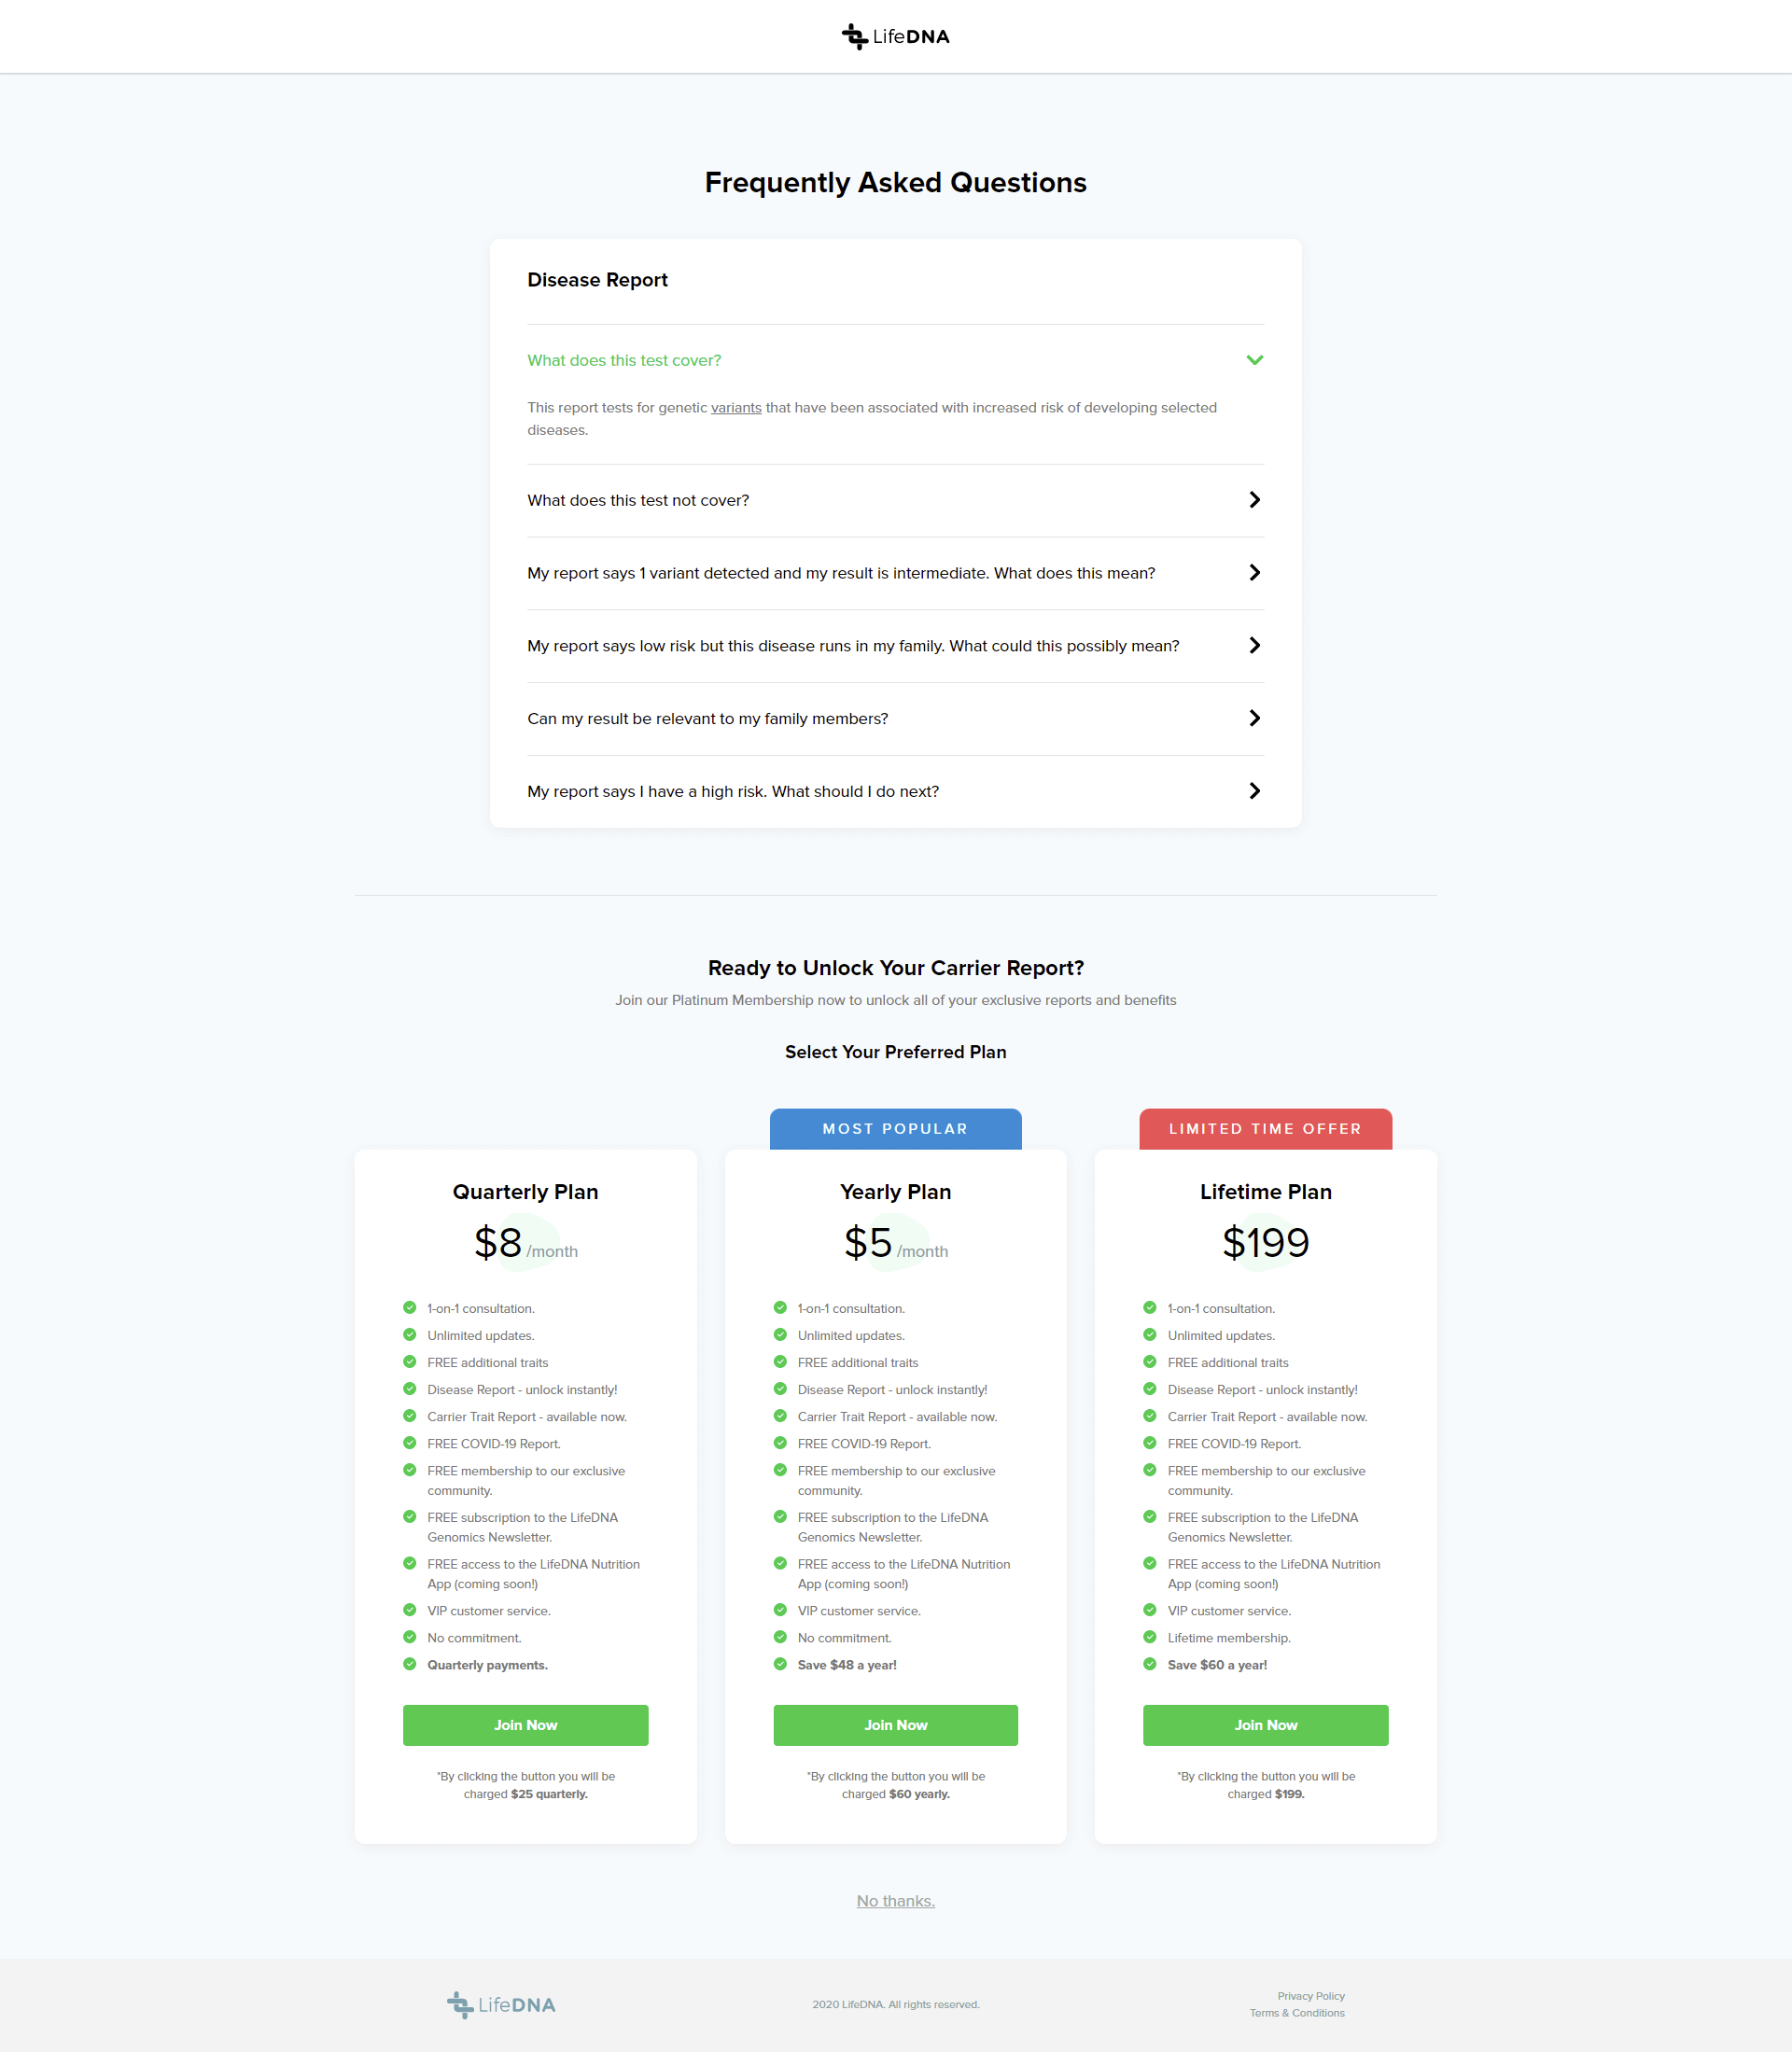 LifeDNA
Frequently Asked Questions
Disease Report
What does this test cover?
This report tests for genetic variants that have been associated with increased risk of developing selected
diseases.
What does this test not cover?
My report says 1 variant detected and my result is intermediate. What does this mean?
My report says low risk but this disease runs in my family. What could this possibly mean?
Can my result be relevant to my family members?
My report says I have a high risk. What should I do next?
Ready to Unlock Your Carrier Report?
Join our Platinum Membership now to unlock all of your exclusive reports and benefits
Select Your Preferred Plan
Quarterly Plan
$8 /month
1-on-1 consultation.
Unlimited updates.
FREE additional traits
Disease Report - unlock instantly!
Carrier Trait Report - available now.
FREE COVID-19 Report.
FREE membership to our exclusive
community.
FREE subscription to the LifeDNA
Genomics Newsletter.
FREE access to the LifeDNA Nutrition
App (coming soon!)
VIP customer service.
No commitment.
Quarterly payments.
Join Now
*By clicking the button you will be
charged $25 quarterly.
MOST POPULAR
Yearly Plan
$5 /month
1-on-1 consultation.
Unlimited updates.
FREE additional traits
Disease Report - unlock instantly!
Carrier Trait Report - available now.
FREE COVID-19 Report.
FREE membership to our exclusive
community.
FREE subscription to the LifeDNA
Genomics Newsletter.
FREE access to the LifeDNA Nutrition
App (coming soon!)
VIP customer service.
No commitment.
Save $48 a year!
Join Now
*By clicking the button you will be
charged $60 yearly.
LIMITED TIME OFFER
Lifetime Plan
$199
1-on-1 consultation.
Unlimited updates.
FREE additional traits
Disease Report - unlock instantly!
Carrier Trait Report - available now.
FREE COVID-19 Report.
FREE membership to our exclusive
community.
FREE subscription to the LifeDNA
Genomics Newsletter.
FREE access to the LifeDNA Nutrition
App (coming soon!)
VIP customer service.
Lifetime membership.
Save $60 a year!
Join Now
*By clicking the button you will be
charged $199.
No thanks.
LifeDNA
2020 LifeDNA. All rights reserved.
Privacy Policy
Terms & Conditions